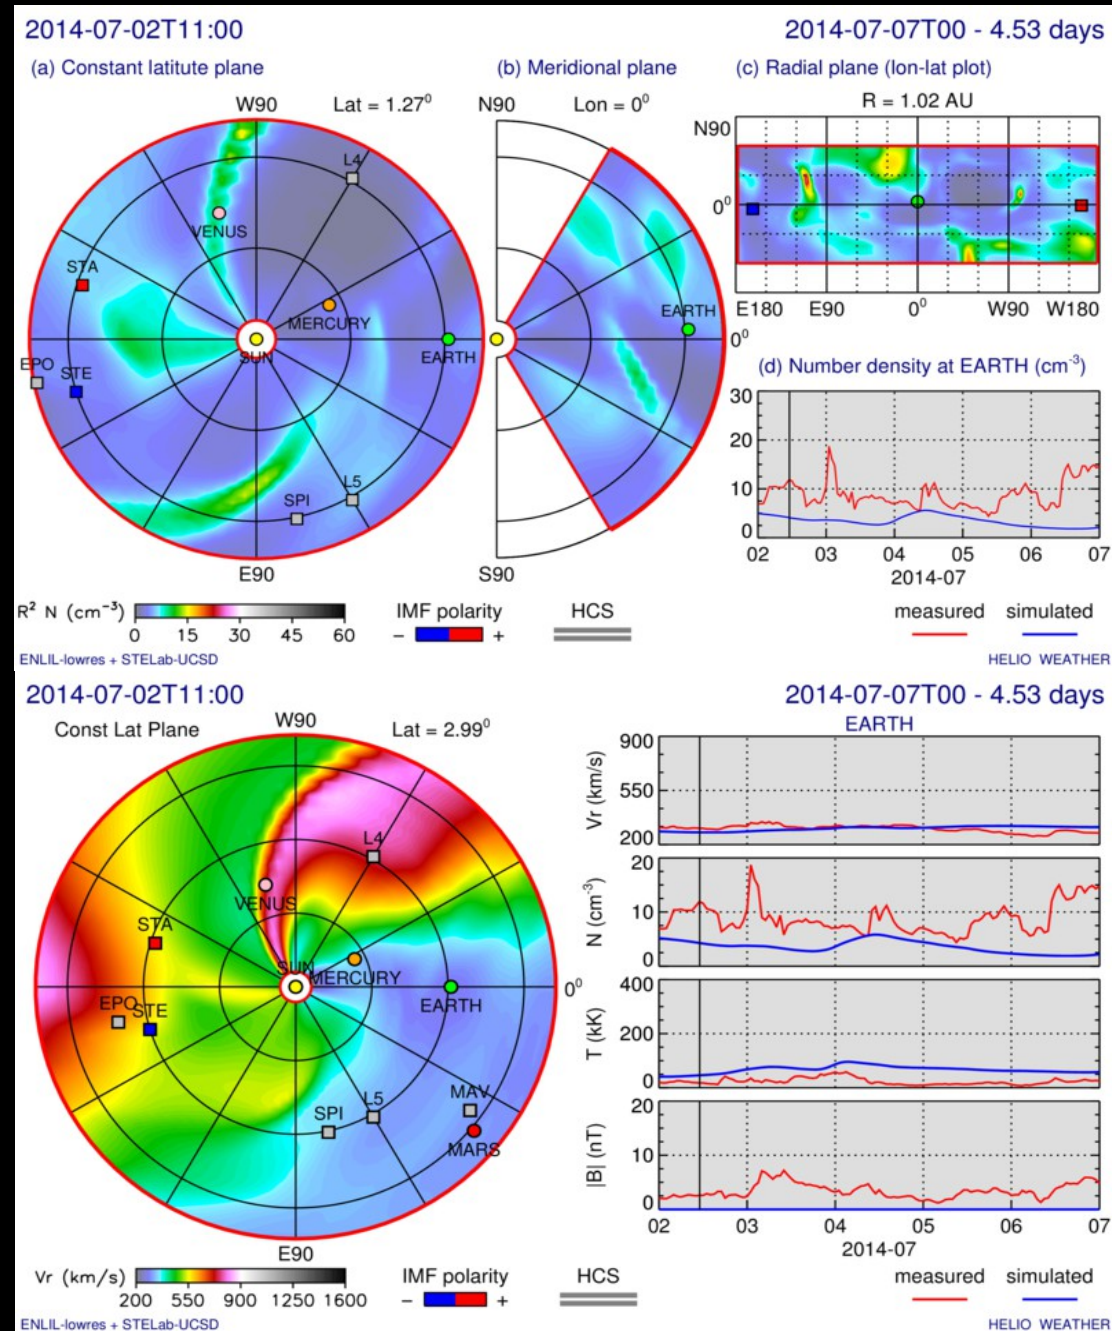 2014-07-02T11:00 2014-07-07T00 - 4.53 days
(a) Constant latitute plane (b) Meridional plane (c) Radial plane (lon-lat plot)
W90 Lat = 1.27⁰ N90 Lon = 0⁰ R = 1.02 AU
N90
L4
VENUS
0⁰
STA
E180 E90 0⁰ W90 W180
MERCURY EARTH
SUN EARTH 0⁰
EPO STE
(d) Number density at EARTH (cm⁻³)
30
20
10
0
SPI L5
02 03 04 05 06 07
E90 S90 2014-07
R² N (cm⁻³) IMF polarity HCS measured simulated
0 15 30 45 60 - +
ENLIL-lowres + STELab-UCSD HELIO WEATHER
2014-07-02T11:00 2014-07-07T00 - 4.53 days
Const Lat Plane W90 Lat = 2.99⁰ EARTH
900
Vr (km/s) 550
200
L4
VENUS
STA
20
N (cm⁻³) 10
0
SUN MERCURY
EARTH 0⁰
EPO STE
400
T (kK) 200
0
SPI L5 MAV
MARS
20
|B| (nT) 10
0
02 03 04 05 06 07
E90 2014-07
Vr (km/s) IMF polarity HCS measured simulated
200 550 900 1250 1600 - +
ENLIL-lowres + STELab-UCSD HELIO WEATHER